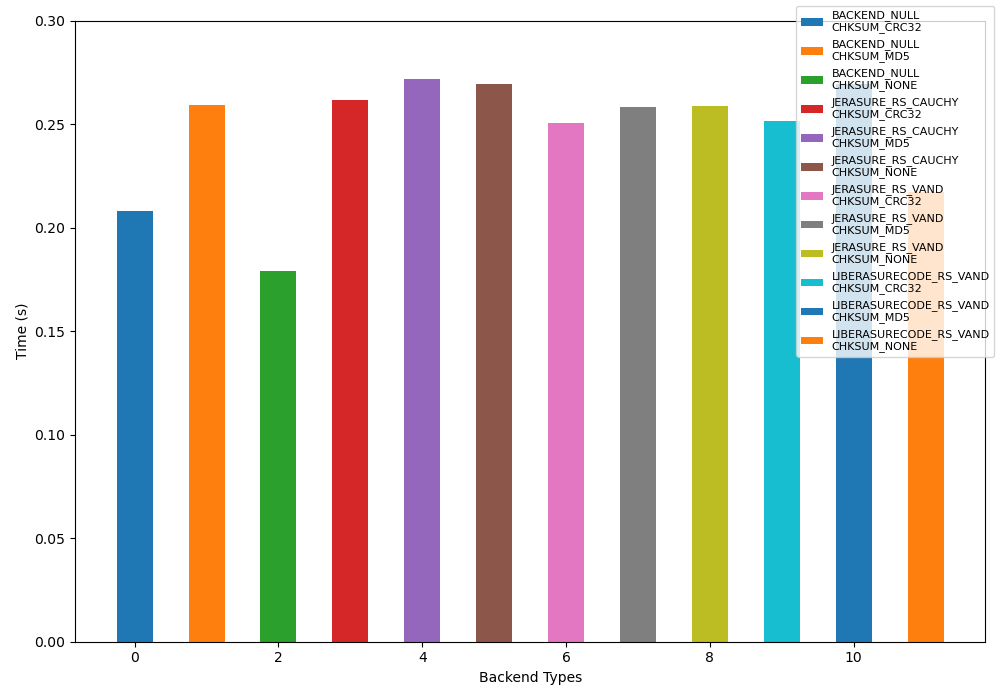 0.30
0.25
0.20
0.15
0.10
0.05
0.00
Time (s)
0
2
4
6
8
10
Backend Types
BACKEND_NULL
CHKSUM_CRC32
BACKEND_NULL
CHKSUM_MD5
BACKEND_NULL
CHKSUM_NONE
JERASURE_RS_CAUCHY
CHKSUM_CRC32
JERASURE_RS_CAUCHY
CHKSUM_MD5
JERASURE_RS_CAUCHY
CHKSUM_NONE
JERASURE_RS_VAND
CHKSUM_CRC32
JERASURE_RS_VAND
CHKSUM_MD5
JERASURE_RS_VAND
CHKSUM_NONE
LIBERASURECODE_RS_VAND
CHKSUM_CRC32
LIBERASURECODE_RS_VAND
CHKSUM_MD5
LIBERASURECODE_RS_VAND
CHKSUM_NONE